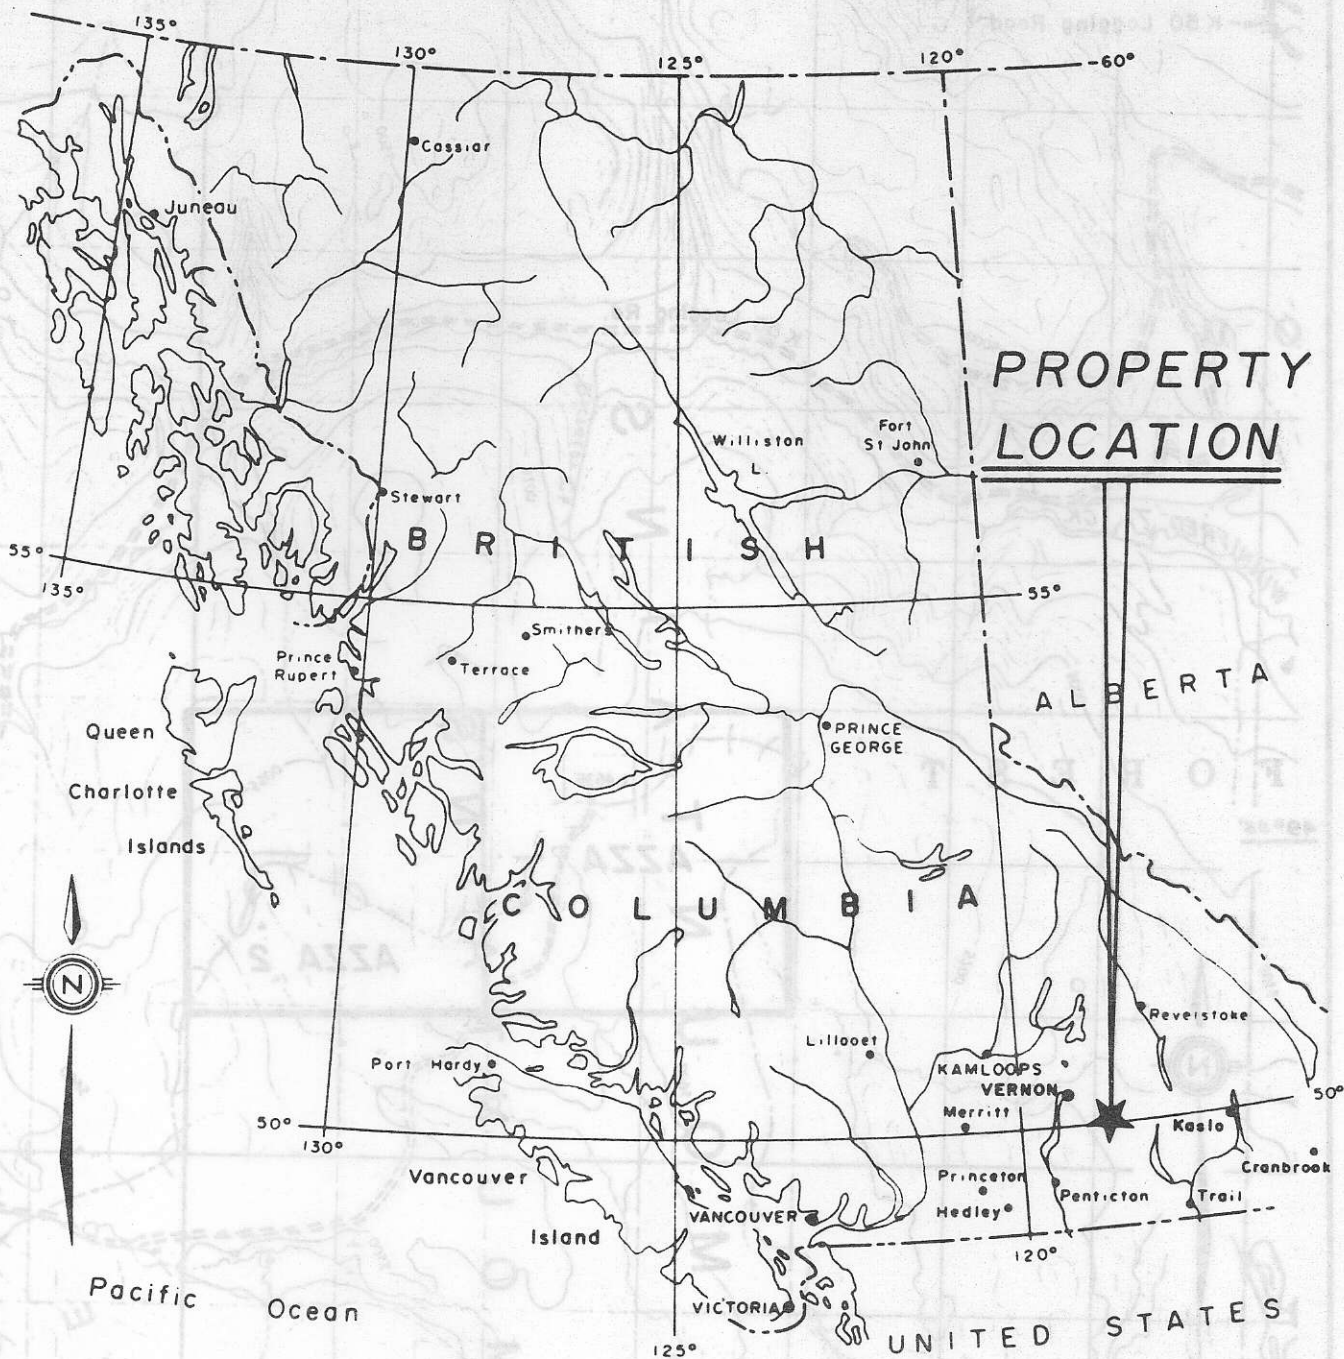 135°
130°
125°
120°
60°
Cassiar
Juneau
PROPERTY
LOCATION
Williston
L.
Fort
St John
Stewart
BRITISH
55°
135°
55°
Smithers
Prince
Rupert
Terrace
ALBERTA
Queen
Charlotte
Islands
PRINCE
GEORGE
COLUMBIA
N
Revelstoke
Lillooet
Port Hardy
KAMLOOPS
VERNON
50°
Merritt
Kaslo
50°
130°
Cranbrook
Vancouver
Island
Princeton
Hedley
Penticton
Trail
VANCOUVER
120°
Pacific Ocean
VICTORIA
UNITED STATES
125°